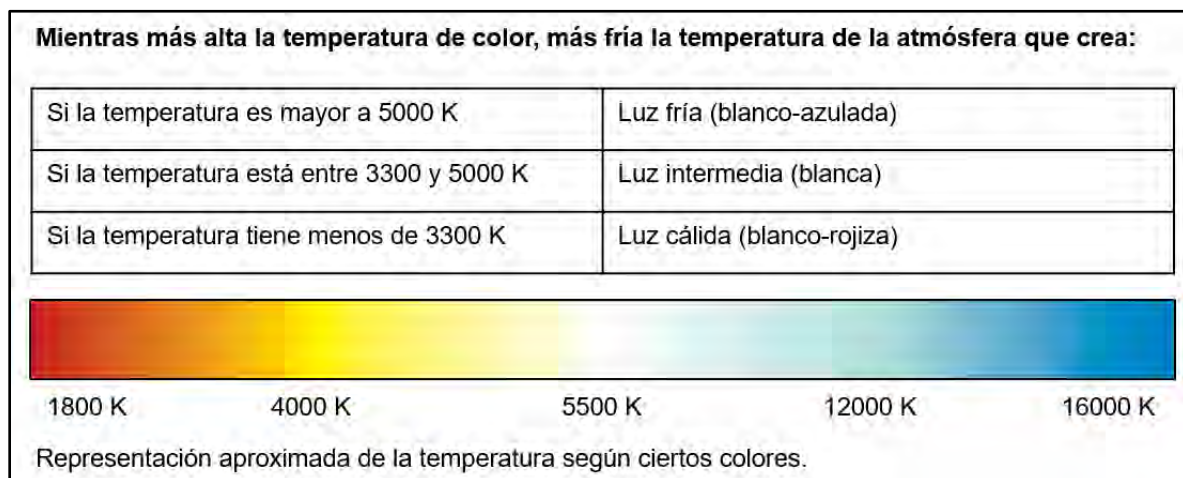 Mientras más alta la temperatura de color, más fría la temperatura de la atmósfera que crea:
Si la temperatura es mayor a 5000 K Luz fría (blanco-azulada)
Si la temperatura está entre 3300 y 5000 K Luz intermedia (blanca)
Si la temperatura tiene menos de 3300 K Luz cálida (blanco-rojiza)
1800 K 4000 K 5500 K 12000 K 16000 K
Representación aproximada de la temperatura según ciertos colores.